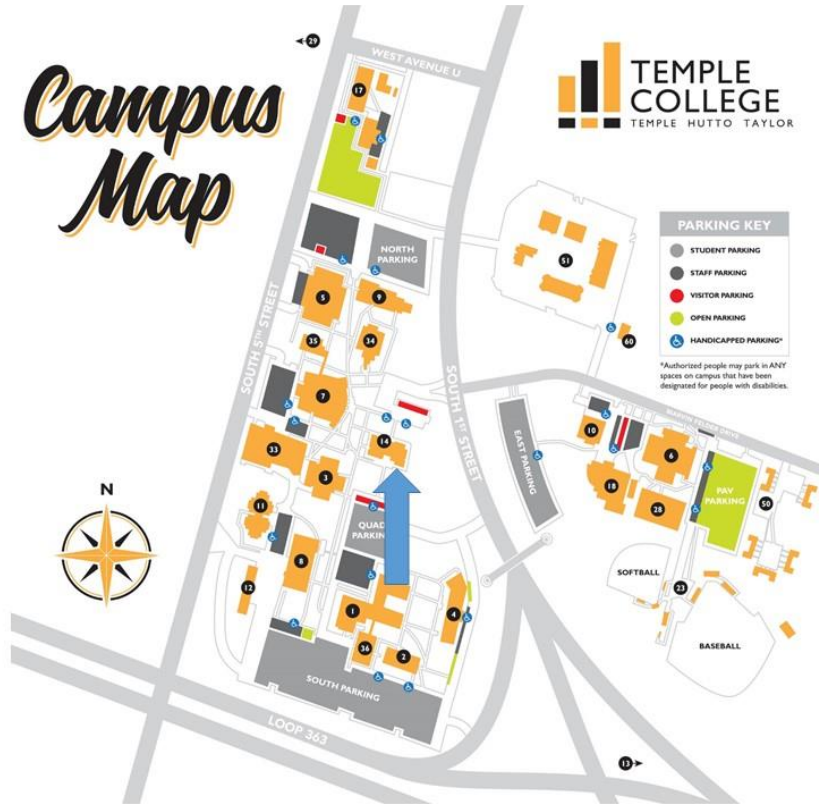 29
WEST AVENUE U
Campus
Map
17
TEMPLE
COLLEGE
TEMPLE HUTTO TAYLOR
PARKING KEY
STUDENT PARKING
STAFF PARKING
VISITOR PARKING
OPEN PARKING
HANDICAPPED PARKING*
*Authorized people may park in ANY
spaces on campus that have been
designated for people with disabilities.
NORTH
PARKING
51
5
9
60
35
34
SOUTH 5TH STREET
SOUTH 1ST STREET
7
MARVIN FELDER DRIVE
14
10
6
EAST PARKING
33
3
18
28
PAY
PARKING
50
N
11
QUAD
PARKING
8
SOFTBALL
12
23
1
4
BASEBALL
36
2
SOUTH PARKING
LOOP 363
13